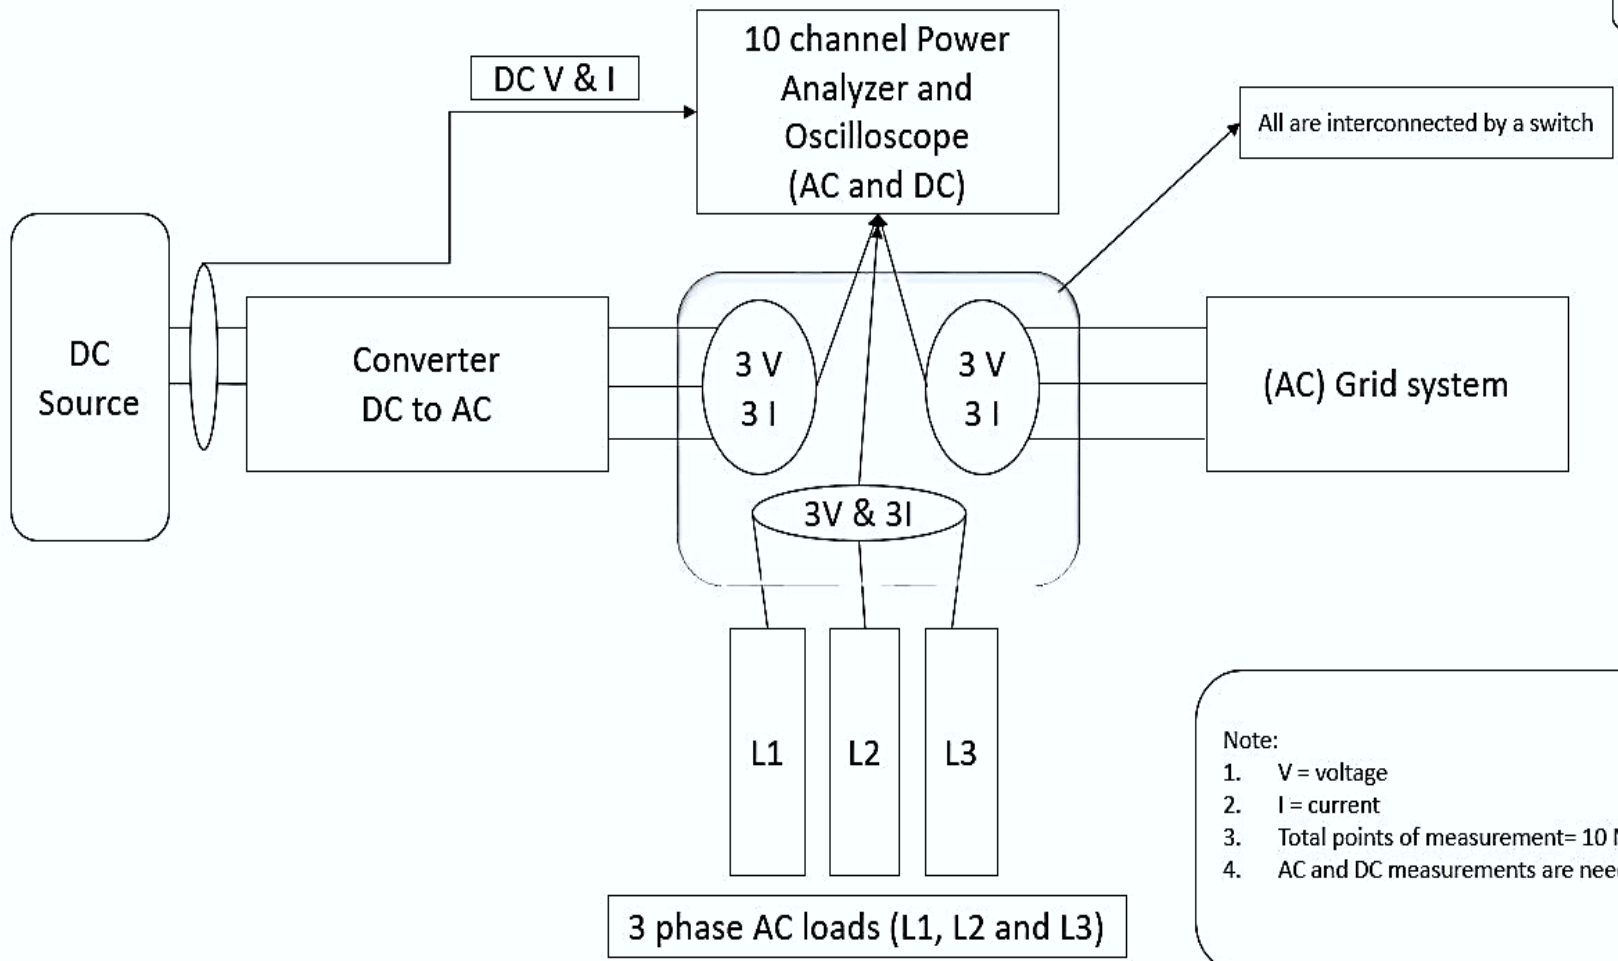 10 channel Power
Analyzer and
Oscilloscope
(AC and DC)
DC V & I
All are interconnected by a switch
DC
Source
Converter
DC to AC
3 V
3 I
3 V
3 I
(AC) Grid system
3V & 3I
L1
L2
L3
3 phase AC loads (L1, L2 and L3)
Note:
1. V = voltage
2. I = current
3. Total points of measurement= 10
4. AC and DC measurements are